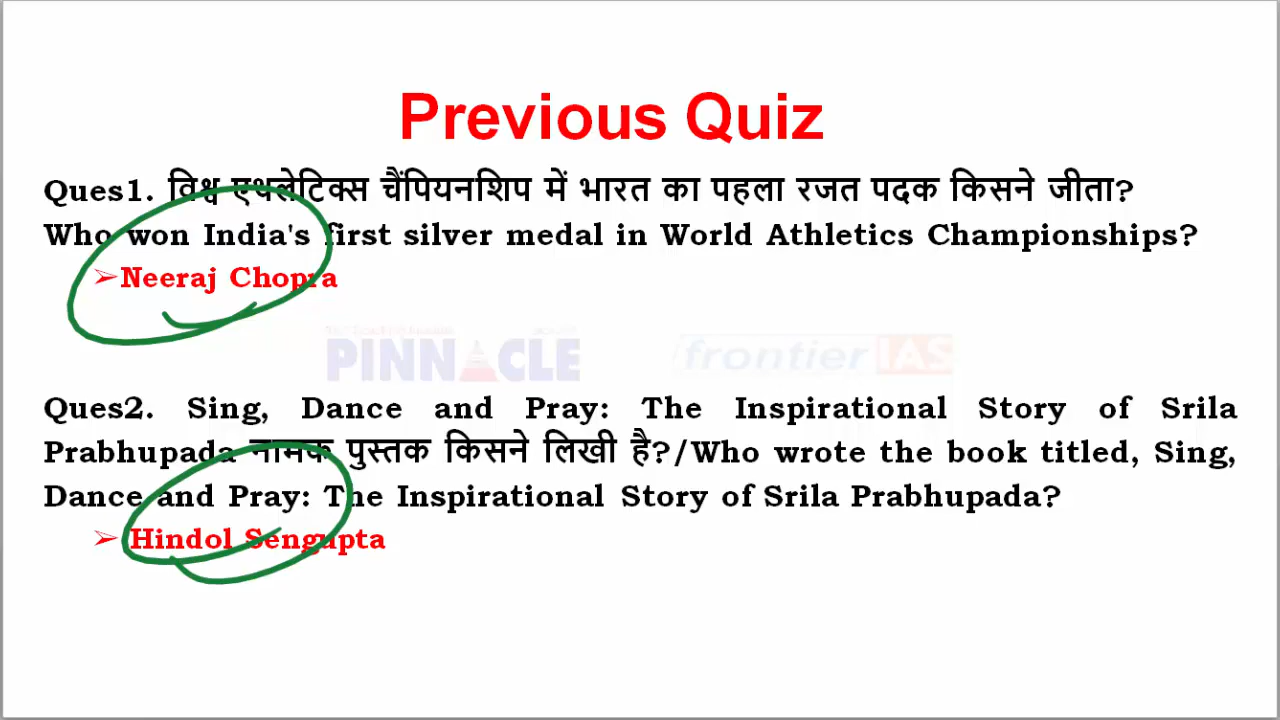 Previous Quiz
Ques1. विश्व एथलेटिक्स चैंपियनशिप में भारत का पहला रजत पदक किसने जीता?
Who won India's first silver medal in World Athletics Championships?
➢Neeraj Chopra
PINNACLE
frontier IAS
Ques2. Sing, Dance and Pray: The Inspirational Story of Srila
Prabhupada नामक पुस्तक किसने लिखी है?/Who wrote the book titled, Sing,
Dance and Pray: The Inspirational Story of Srila Prabhupada?
➢ Hindol Sengupta